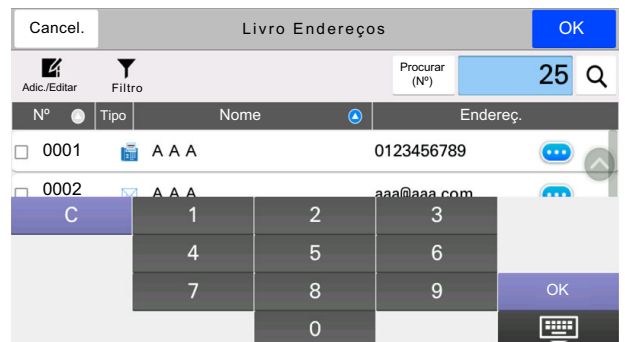 Cancel. Livro Endereços OK
Adic./Editar Filtro Procurar (Nº) 25
Nº Tipo Nome Endereç.
0001 A A A 0123456789
0002 A A A aaa@aaa.com
C 1 2 3
4 5 6
7 8 9 OK
0